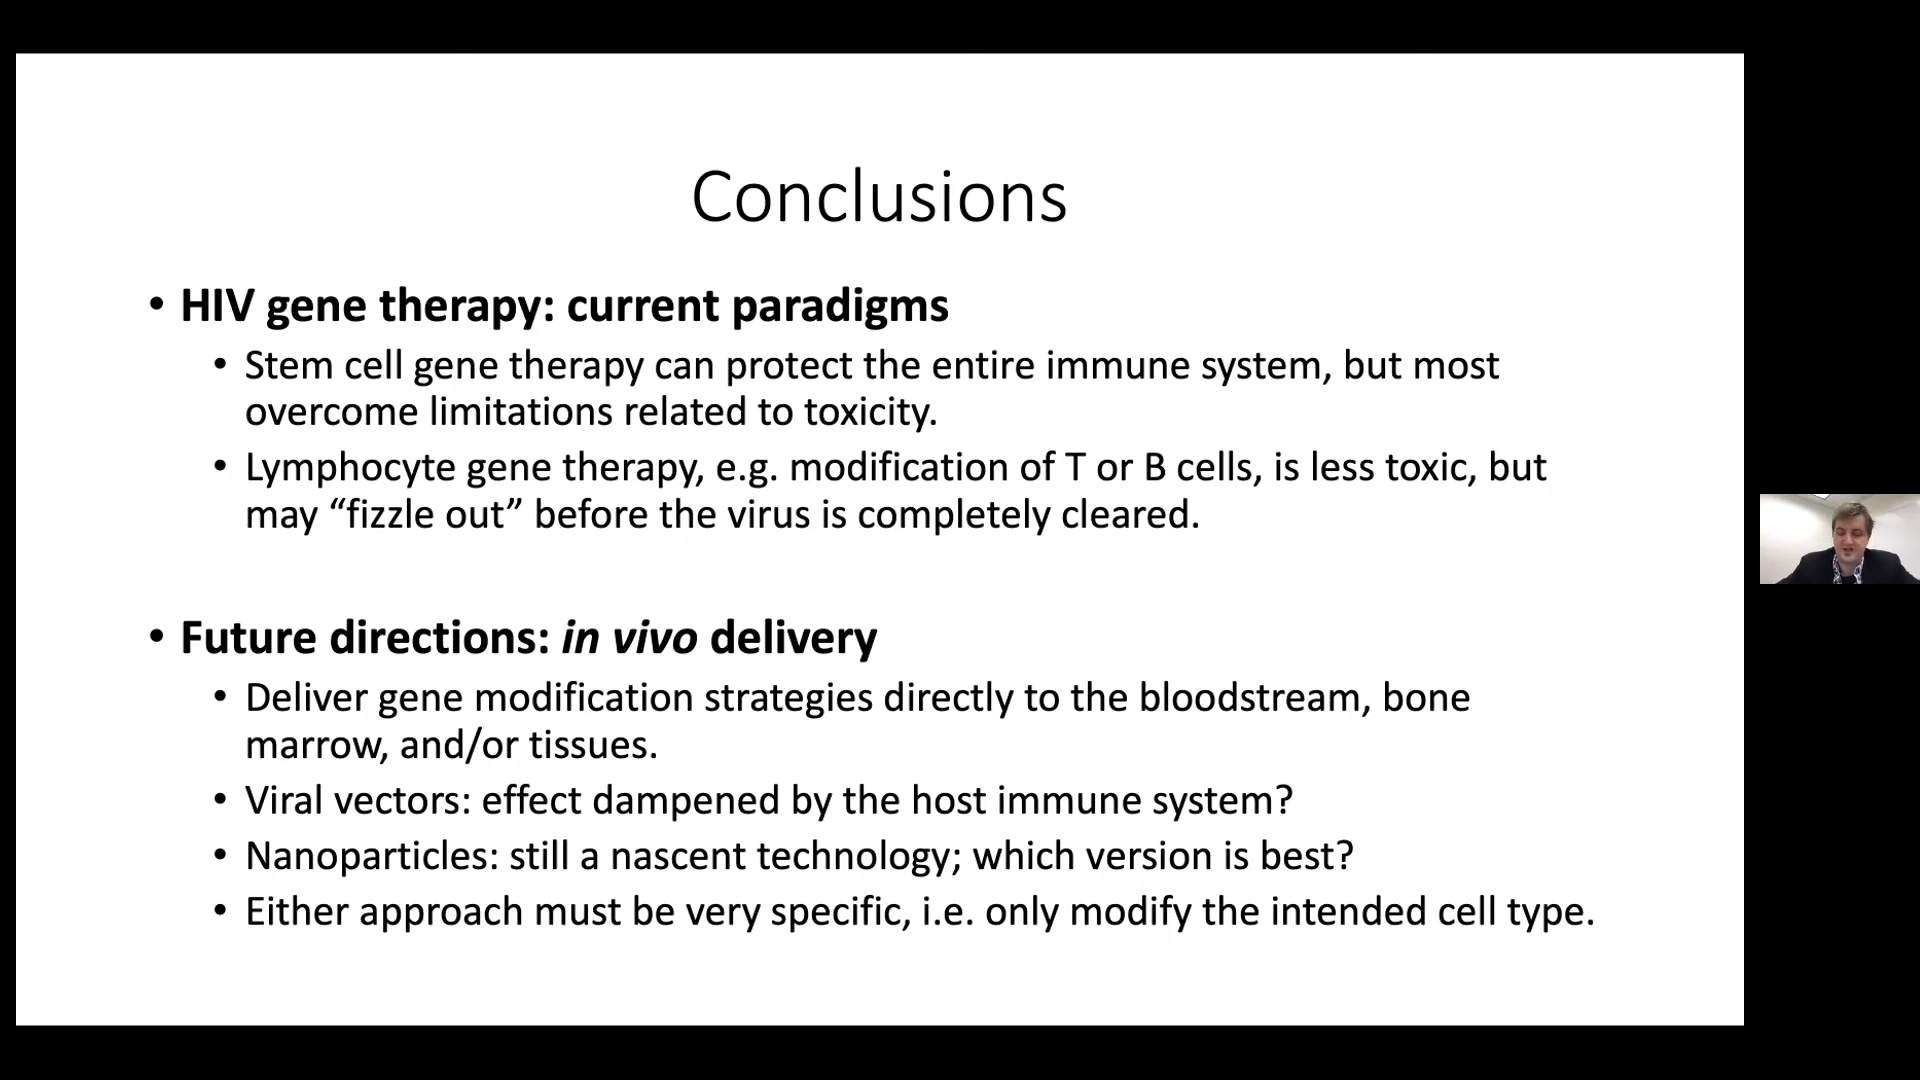 Conclusions
• HIV gene therapy: current paradigms
• Stem cell gene therapy can protect the entire immune system, but most
overcome limitations related to toxicity.
• Lymphocyte gene therapy, e.g. modification of T or B cells, is less toxic, but
may “fizzle out” before the virus is completely cleared.
• Future directions: in vivo delivery
• Deliver gene modification strategies directly to the bloodstream, bone
marrow, and/or tissues.
• Viral vectors: effect dampened by the host immune system?
• Nanoparticles: still a nascent technology; which version is best?
• Either approach must be very specific, i.e. only modify the intended cell type.